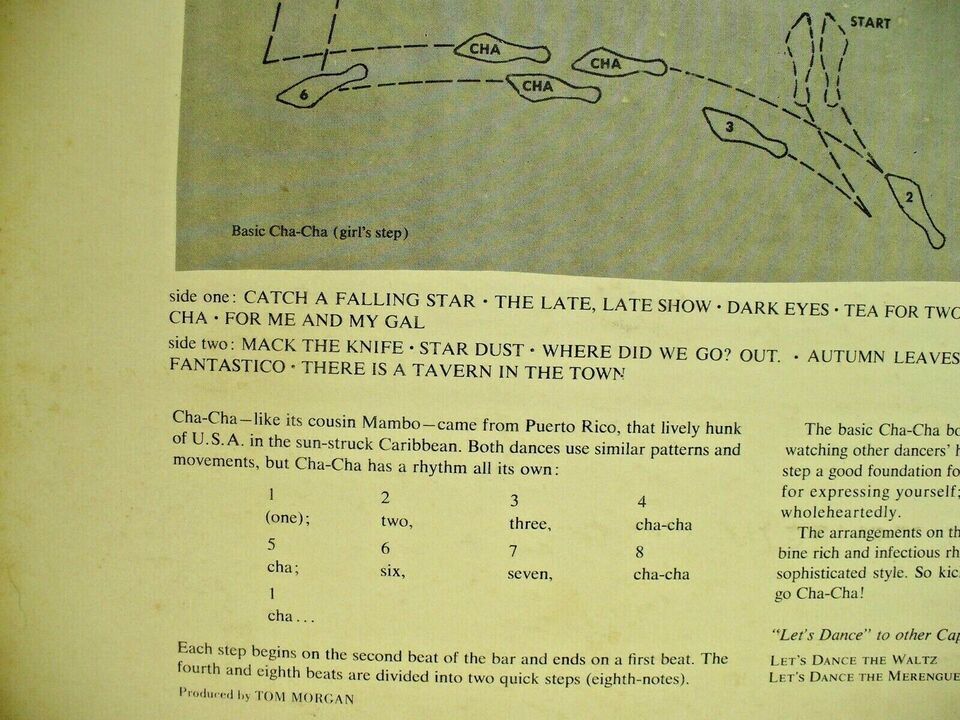 START
CHA
CHA
CHA
6
3
2
Basic Cha-Cha (girl's step)
side one: CATCH A FALLING STAR · THE LATE, LATE SHOW · DARK EYES · TEA FOR TWO
CHA · FOR ME AND MY GAL
side two: MACK THE KNIFE · STAR DUST · WHERE DID WE GO? OUT. · AUTUMN LEAVES
FANTASTICO · THERE IS A TAVERN IN THE TOWN
Cha-Cha—like its cousin Mambo—came from Puerto Rico, that lively hunk
of U.S.A. in the sun-struck Caribbean. Both dances use similar patterns and
movements, but Cha-Cha has a rhythm all its own:
1 2 3 4
(one); two, three, cha-cha
5 6 7 8
cha; six, seven, cha-cha
1
cha...
Each step begins on the second beat of the bar and ends on a first beat. The
fourth and eighth beats are divided into two quick steps (eighth-notes).
Produced by TOM MORGAN
The basic Cha-Cha bo
watching other dancers'
step a good foundation fo
for expressing yourself;
wholeheartedly.
The arrangements on th
bine rich and infectious rh
sophisticated style. So kic
go Cha-Cha!
"Let's Dance" to other Cap
LET'S DANCE THE WALTZ
LET'S DANCE THE MERENGUE